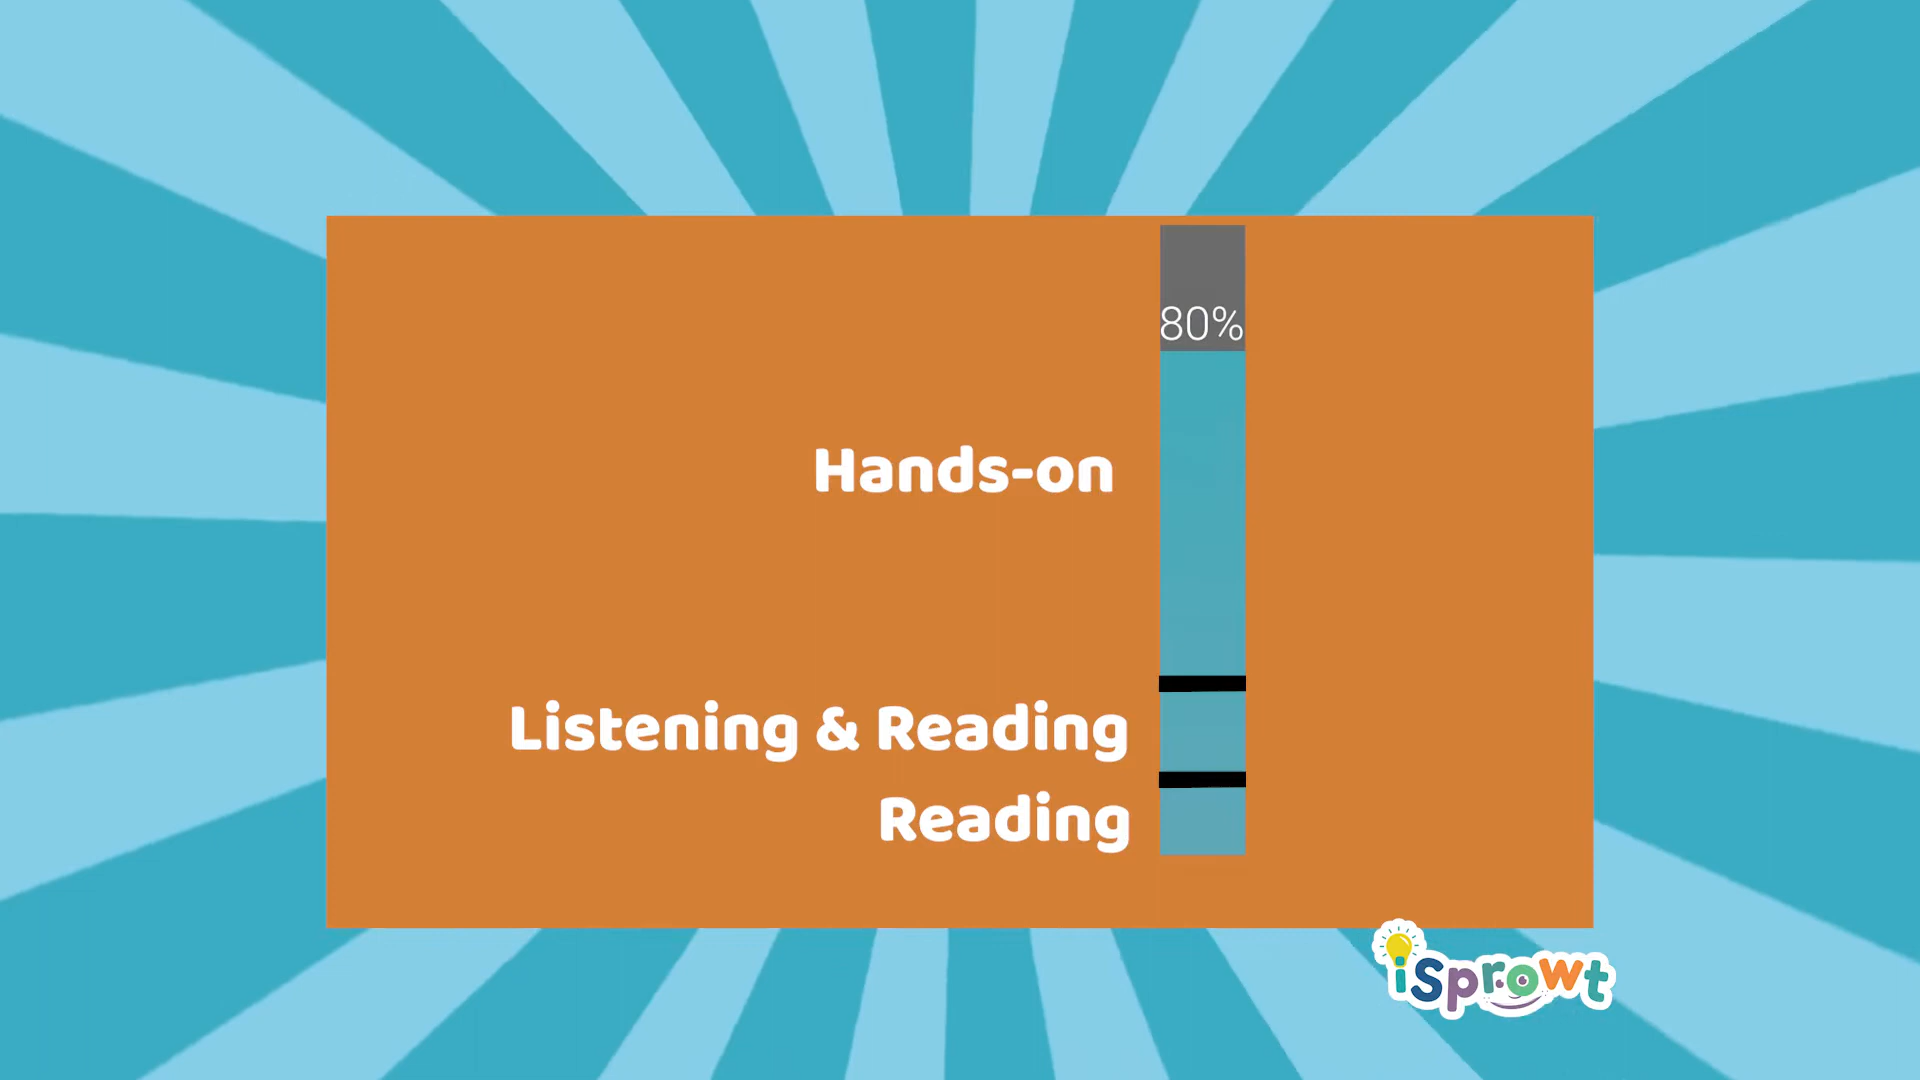 80%
Hands-on
Listening & Reading
Reading
iSprowt